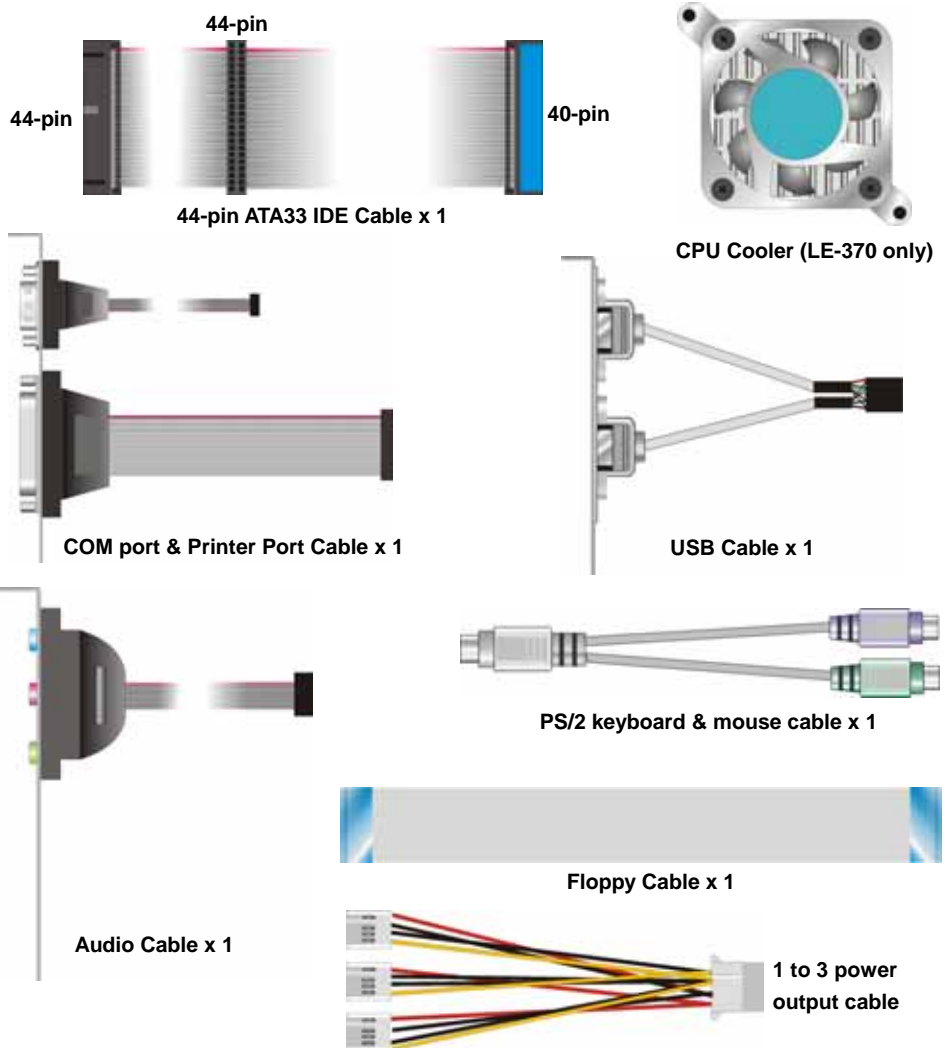 44-pin
44-pin
40-pin
44-pin ATA33 IDE Cable x 1
CPU Cooler (LE-370 only)
COM port & Printer Port Cable x 1
USB Cable x 1
PS/2 keyboard & mouse cable x 1
Floppy Cable x 1
Audio Cable x 1
1 to 3 power
output cable